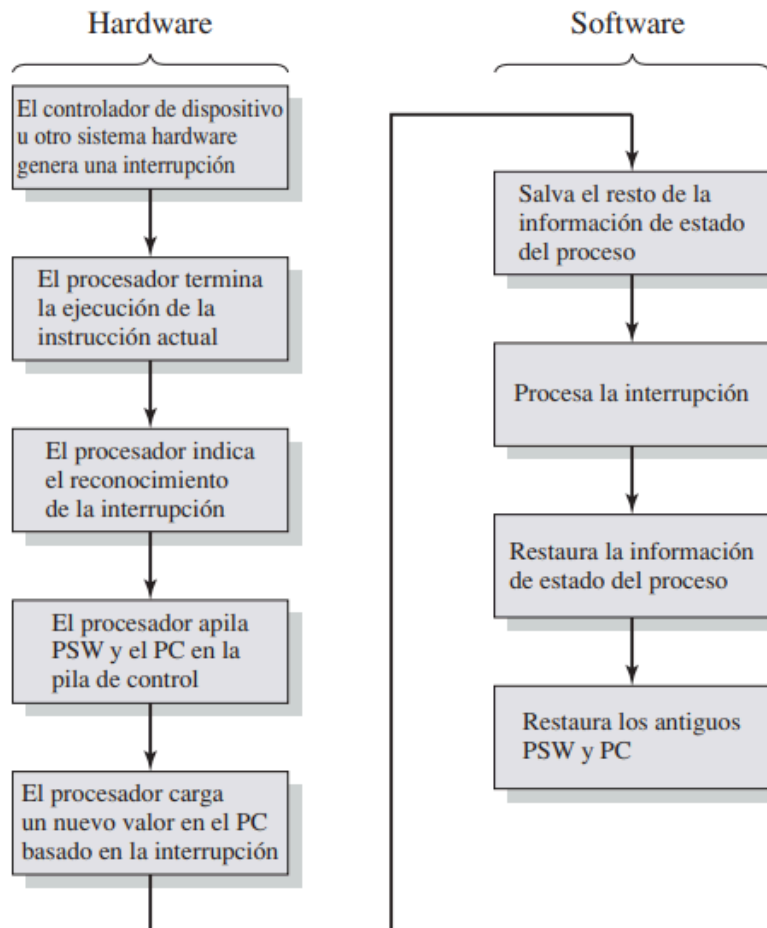 Hardware
El controlador de dispositivo
u otro sistema hardware
genera una interrupción
El procesador termina
la ejecución de la
instrucción actual
El procesador indica
el reconocimiento
de la interrupción
El procesador apila
PSW y el PC en la
pila de control
El procesador carga
un nuevo valor en el PC
basado en la interrupción
Software
Salva el resto de la
información de estado
del proceso
Procesa la interrupción
Restaura la información
de estado del proceso
Restaura los antiguos
PSW y PC